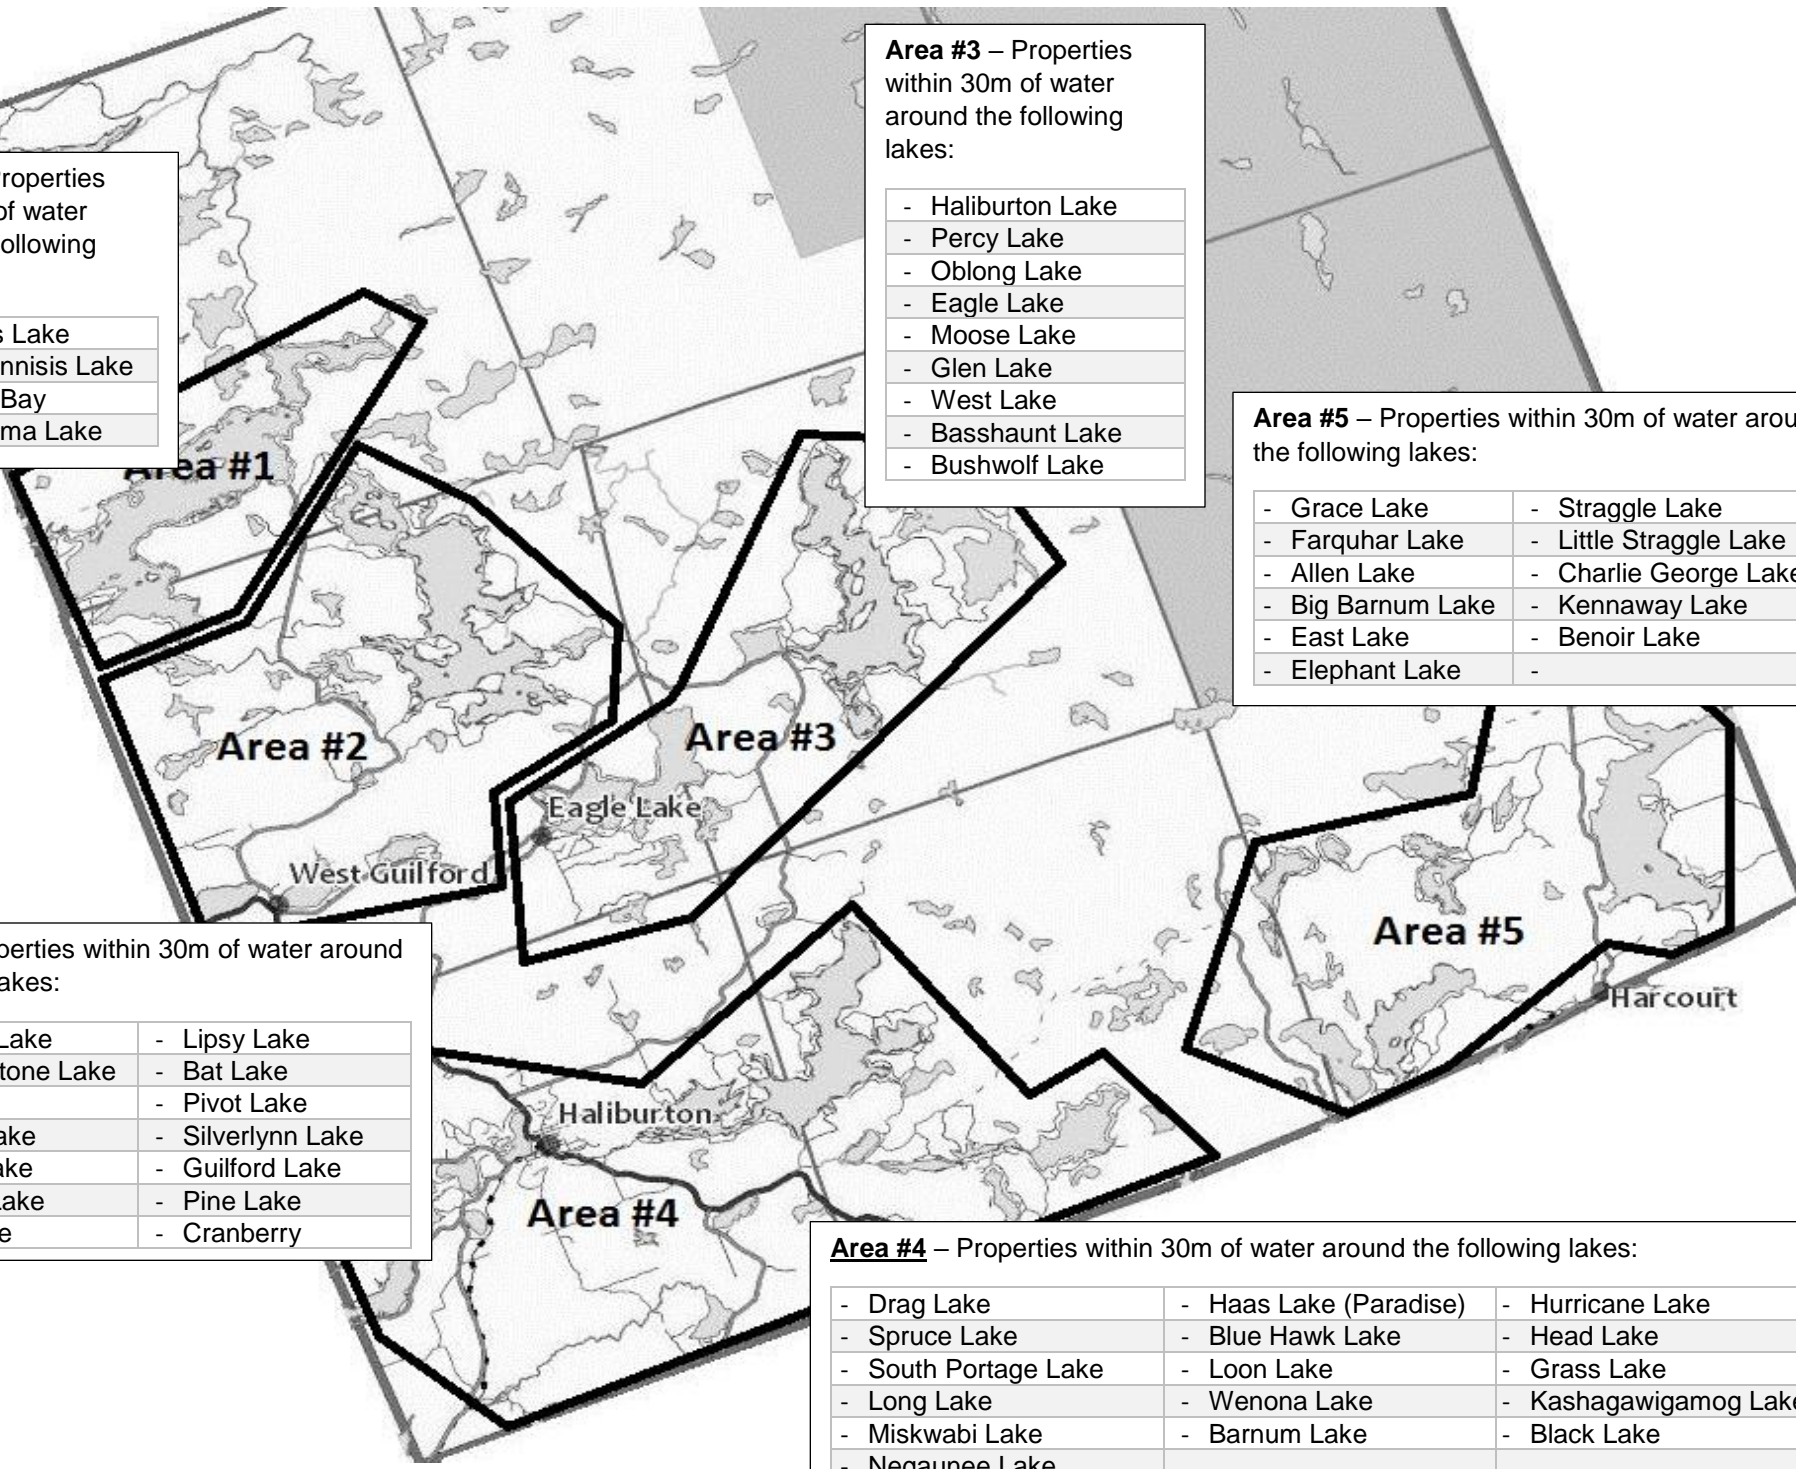 Area #3 – Properties
within 30m of water
around the following
lakes:
- Haliburton Lake
- Percy Lake
- Oblong Lake
- Eagle Lake
- Moose Lake
- Glen Lake
- West Lake
- Basshaunt Lake
- Bushwolf Lake
roperties
of water
ollowing
s Lake
nnisis Lake
Bay
ma Lake
Area #1
Area #5 – Properties within 30m of water arou
the following lakes:
- Grace Lake - Straggle Lake
- Farquhar Lake - Little Straggle Lake
- Allen Lake - Charlie George Lake
- Big Barnum Lake - Kennaway Lake
- East Lake - Benoir Lake
- Elephant Lake -
Area #2
Area #3
Eagle Lake
West Guilford
Area #5
Harcourt
perties within 30m of water around
akes:
Lake - Lipsy Lake
tone Lake - Bat Lake
- Pivot Lake
ake - Silverlynn Lake
ake - Guilford Lake
Lake - Pine Lake
e - Cranberry
Haliburton
Area #4
Area #4 – Properties within 30m of water around the following lakes:
- Drag Lake - Haas Lake (Paradise) - Hurricane Lake
- Spruce Lake - Blue Hawk Lake - Head Lake
- South Portage Lake - Loon Lake - Grass Lake
- Long Lake - Wenona Lake - Kashagawigamog Lake
- Miskwabi Lake - Barnum Lake - Black Lake
- Negaunee Lake